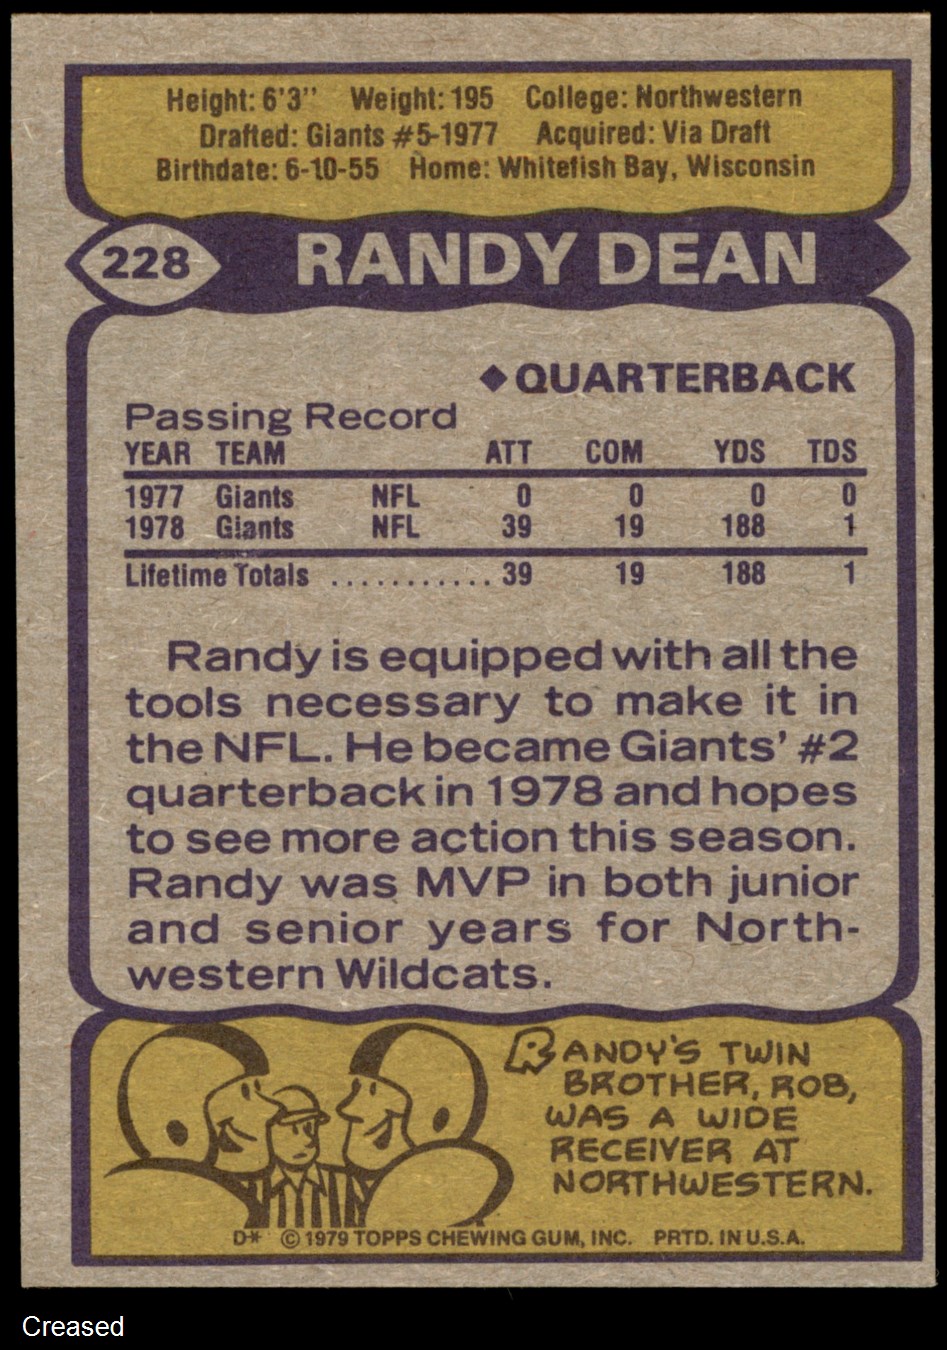 Height: 6'3" Weight: 195 College: Northwestern
Drafted: Giants #5-1977 Acquired: Via Draft
Birthdate: 6-10-55 Home: Whitefish Bay, Wisconsin
228 RANDY DEAN
◆ QUARTERBACK
Passing Record
YEAR TEAM ATT COM YDS TDS
1977 Giants NFL 0 0 0 0
1978 Giants NFL 39 19 188 1
Lifetime Totals ........... 39 19 188 1
Randy is equipped with all the
tools necessary to make it in
the NFL. He became Giants' #2
quarterback in 1978 and hopes
to see more action this season.
Randy was MVP in both junior
and senior years for North-
western Wildcats.
RANDY'S TWIN
BROTHER, ROB,
WAS A WIDE
RECEIVER AT
NORTHWESTERN.
D-* © 1979 TOPPS CHEWING GUM, INC. PRTD. IN U.S.A.
Creased